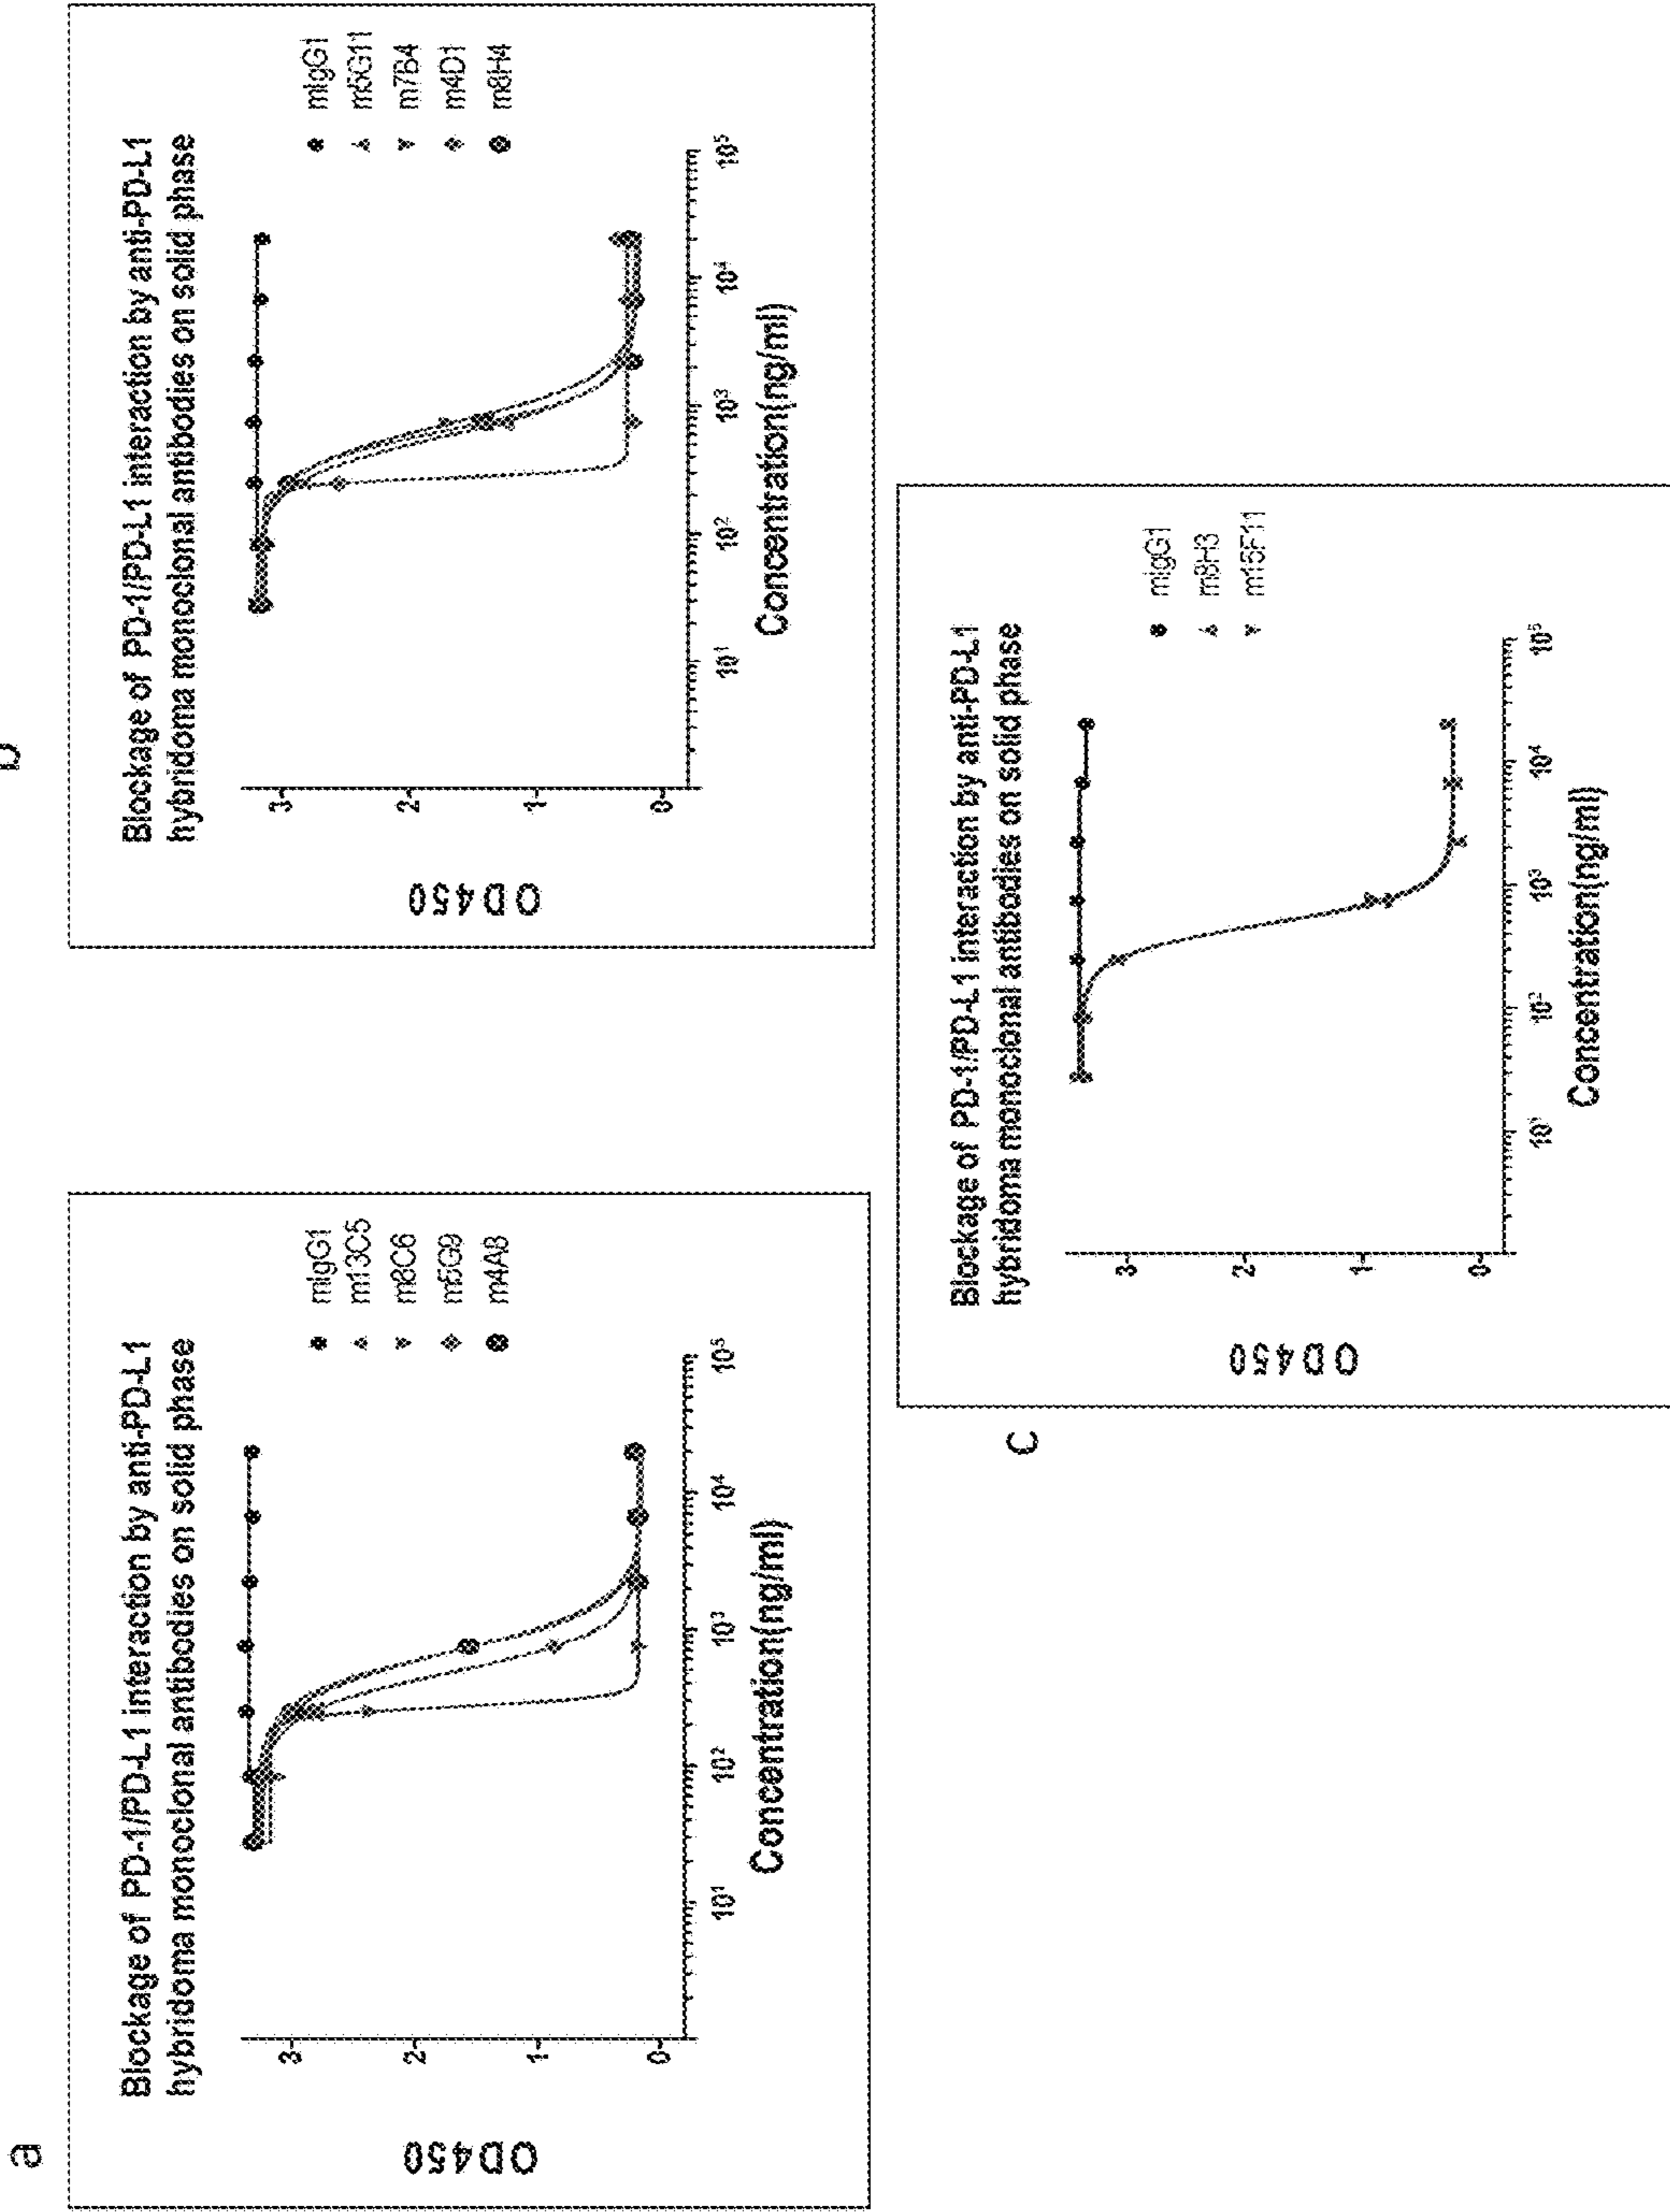 a
Blockage of PD-1/PD-L1 interaction by anti-PD-L1
hybridoma monoclonal antibodies on solid phase
OD450
3
2
1
0
10¹
10²
10³
10⁴
10⁵
Concentration(ng/ml)
mIgG1
m13C5
m8C6
m5G9
m4A8
b
Blockage of PD-1/PD-L1 interaction by anti-PD-L1
hybridoma monoclonal antibodies on solid phase
OD450
3
2
1
0
10¹
10²
10³
10⁴
10⁵
Concentration(ng/ml)
mIgG1
m5G11
m7B4
m4D1
m8H4
c
Blockage of PD-1/PD-L1 interaction by anti-PD-L1
hybridoma monoclonal antibodies on solid phase
OD450
3
2
1
0
10¹
10²
10³
10⁴
10⁵
Concentration(ng/ml)
mIgG1
m8H3
m15F11